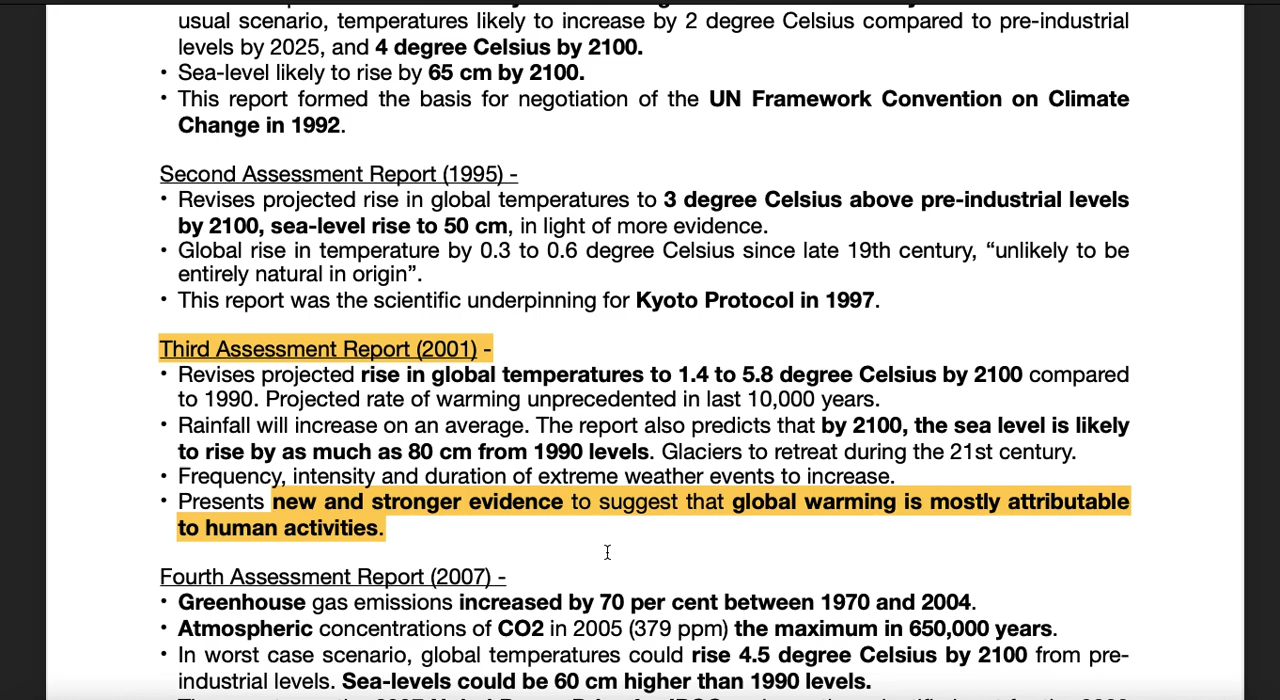 usual scenario, temperatures likely to increase by 2 degree Celsius compared to pre-industrial
levels by 2025, and 4 degree Celsius by 2100.
• Sea-level likely to rise by 65 cm by 2100.
• This report formed the basis for negotiation of the UN Framework Convention on Climate
Change in 1992.
Second Assessment Report (1995) -
• Revises projected rise in global temperatures to 3 degree Celsius above pre-industrial levels
by 2100, sea-level rise to 50 cm, in light of more evidence.
• Global rise in temperature by 0.3 to 0.6 degree Celsius since late 19th century, “unlikely to be
entirely natural in origin”.
• This report was the scientific underpinning for Kyoto Protocol in 1997.
Third Assessment Report (2001) -
• Revises projected rise in global temperatures to 1.4 to 5.8 degree Celsius by 2100 compared
to 1990. Projected rate of warming unprecedented in last 10,000 years.
• Rainfall will increase on an average. The report also predicts that by 2100, the sea level is likely
to rise by as much as 80 cm from 1990 levels. Glaciers to retreat during the 21st century.
• Frequency, intensity and duration of extreme weather events to increase.
• Presents new and stronger evidence to suggest that global warming is mostly attributable
to human activities.
Fourth Assessment Report (2007) -
• Greenhouse gas emissions increased by 70 per cent between 1970 and 2004.
• Atmospheric concentrations of CO2 in 2005 (379 ppm) the maximum in 650,000 years.
• In worst case scenario, global temperatures could rise 4.5 degree Celsius by 2100 from pre-
industrial levels. Sea-levels could be 60 cm higher than 1990 levels.